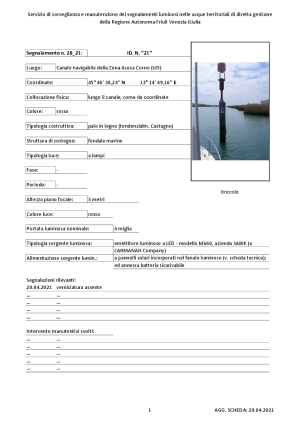 Servizio di sorveglianza e manutenzione dei segnalamenti luminosi nelle acque territoriali di diretta gestione
della Regione Autonoma Friuli Venezia Giulia
Segnalamento n. 28_21: ID. N. "21"
Luogo: Canale navigabile della Zona Aussa Corno (UD)
Coordinate: 45° 46' 38,24" N 13° 14' 49,16" E
Collocazione fisica: lungo il canale, come da coordinate
Colore: rosso
Tipologia costruttiva: palo in legno (tendenzialm. Castagno)
Struttura di sostegno: fondale marino
Tipologia luce: a lampi
Fase: -
Periodo: -
briccole
Altezza piano focale: 3 metri
Colore luce: rosso
Portata luminosa nominale: 4 miglia
Tipologia sorgente luminosa: emettitore luminoso a LED - modello M660, azienda SABIK (a
CARMANAH Company)
Alimentazione sorgente lumin.: a pannelli solari incorporati nel fanale luminoso (v. scheda tecnica);
ed annessa batteria ricaricabile
Segnalazioni rilevanti:
20.04.2021 verniciatura assente
... ...
... ...
... ...
Intervento manutentivi svolti:
... ...
... ...
... ...
... ...
1 AGG. SCHEDA: 20.04.2021